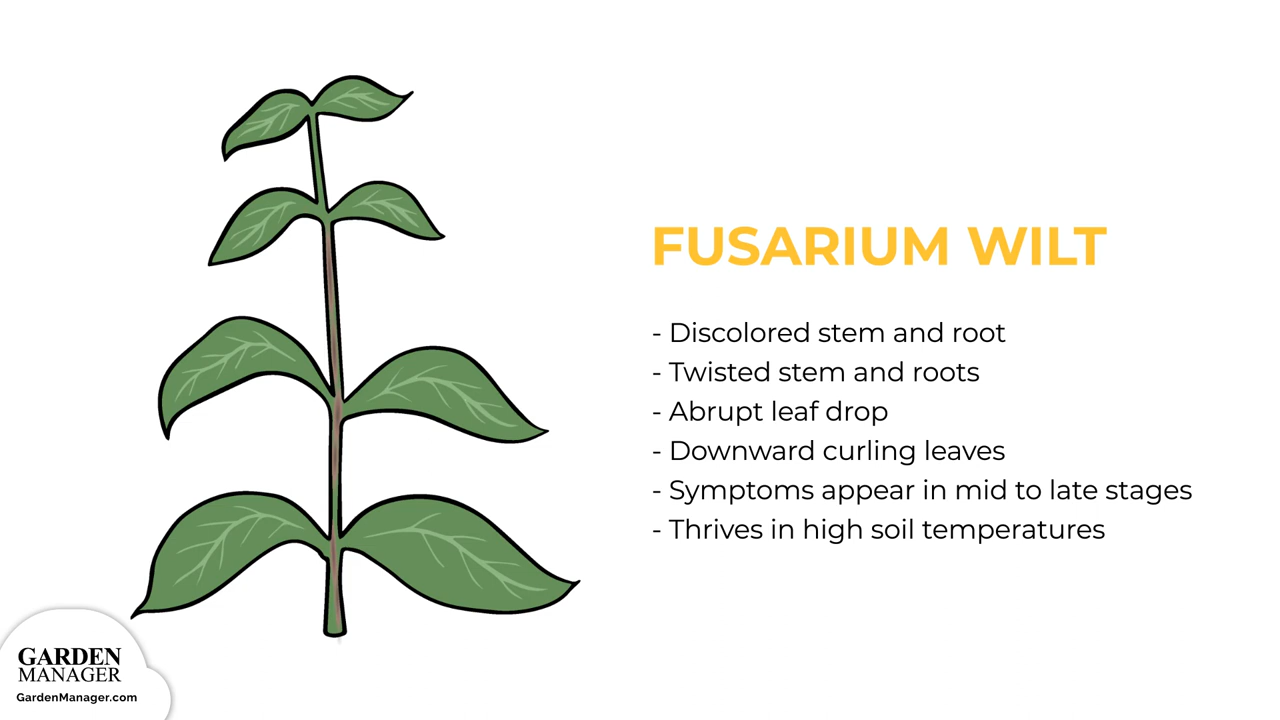 FUSARIUM WILT
- Discolored stem and root
- Twisted stem and roots
- Abrupt leaf drop
- Downward curling leaves
- Symptoms appear in mid to late stages
- Thrives in high soil temperatures
GARDEN
MANAGER
GardenManager.com